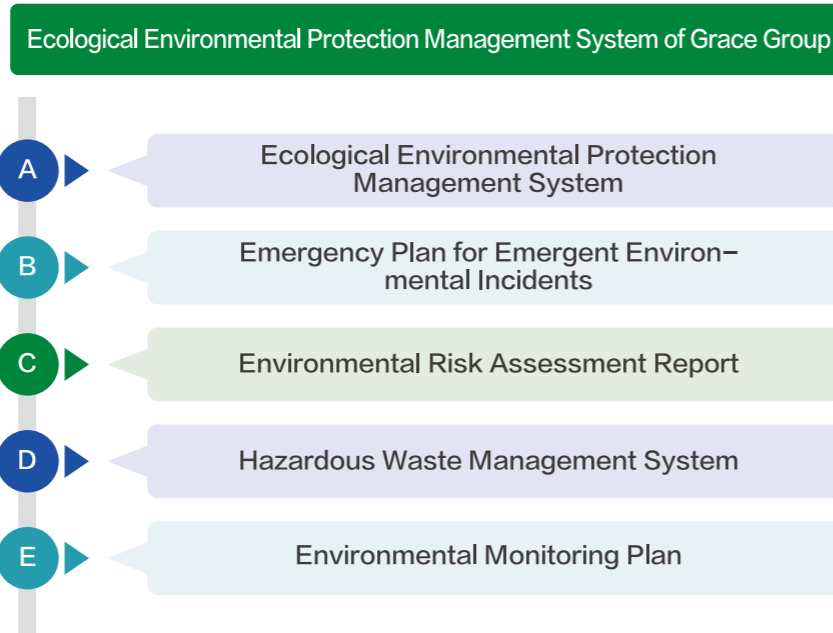 Ecological Environmental Protection Management System of Grace Group
A
Ecological Environmental Protection
Management System
B
Emergency Plan for Emergent Environ–
mental Incidents
C
Environmental Risk Assessment Report
D
Hazardous Waste Management System
E
Environmental Monitoring Plan